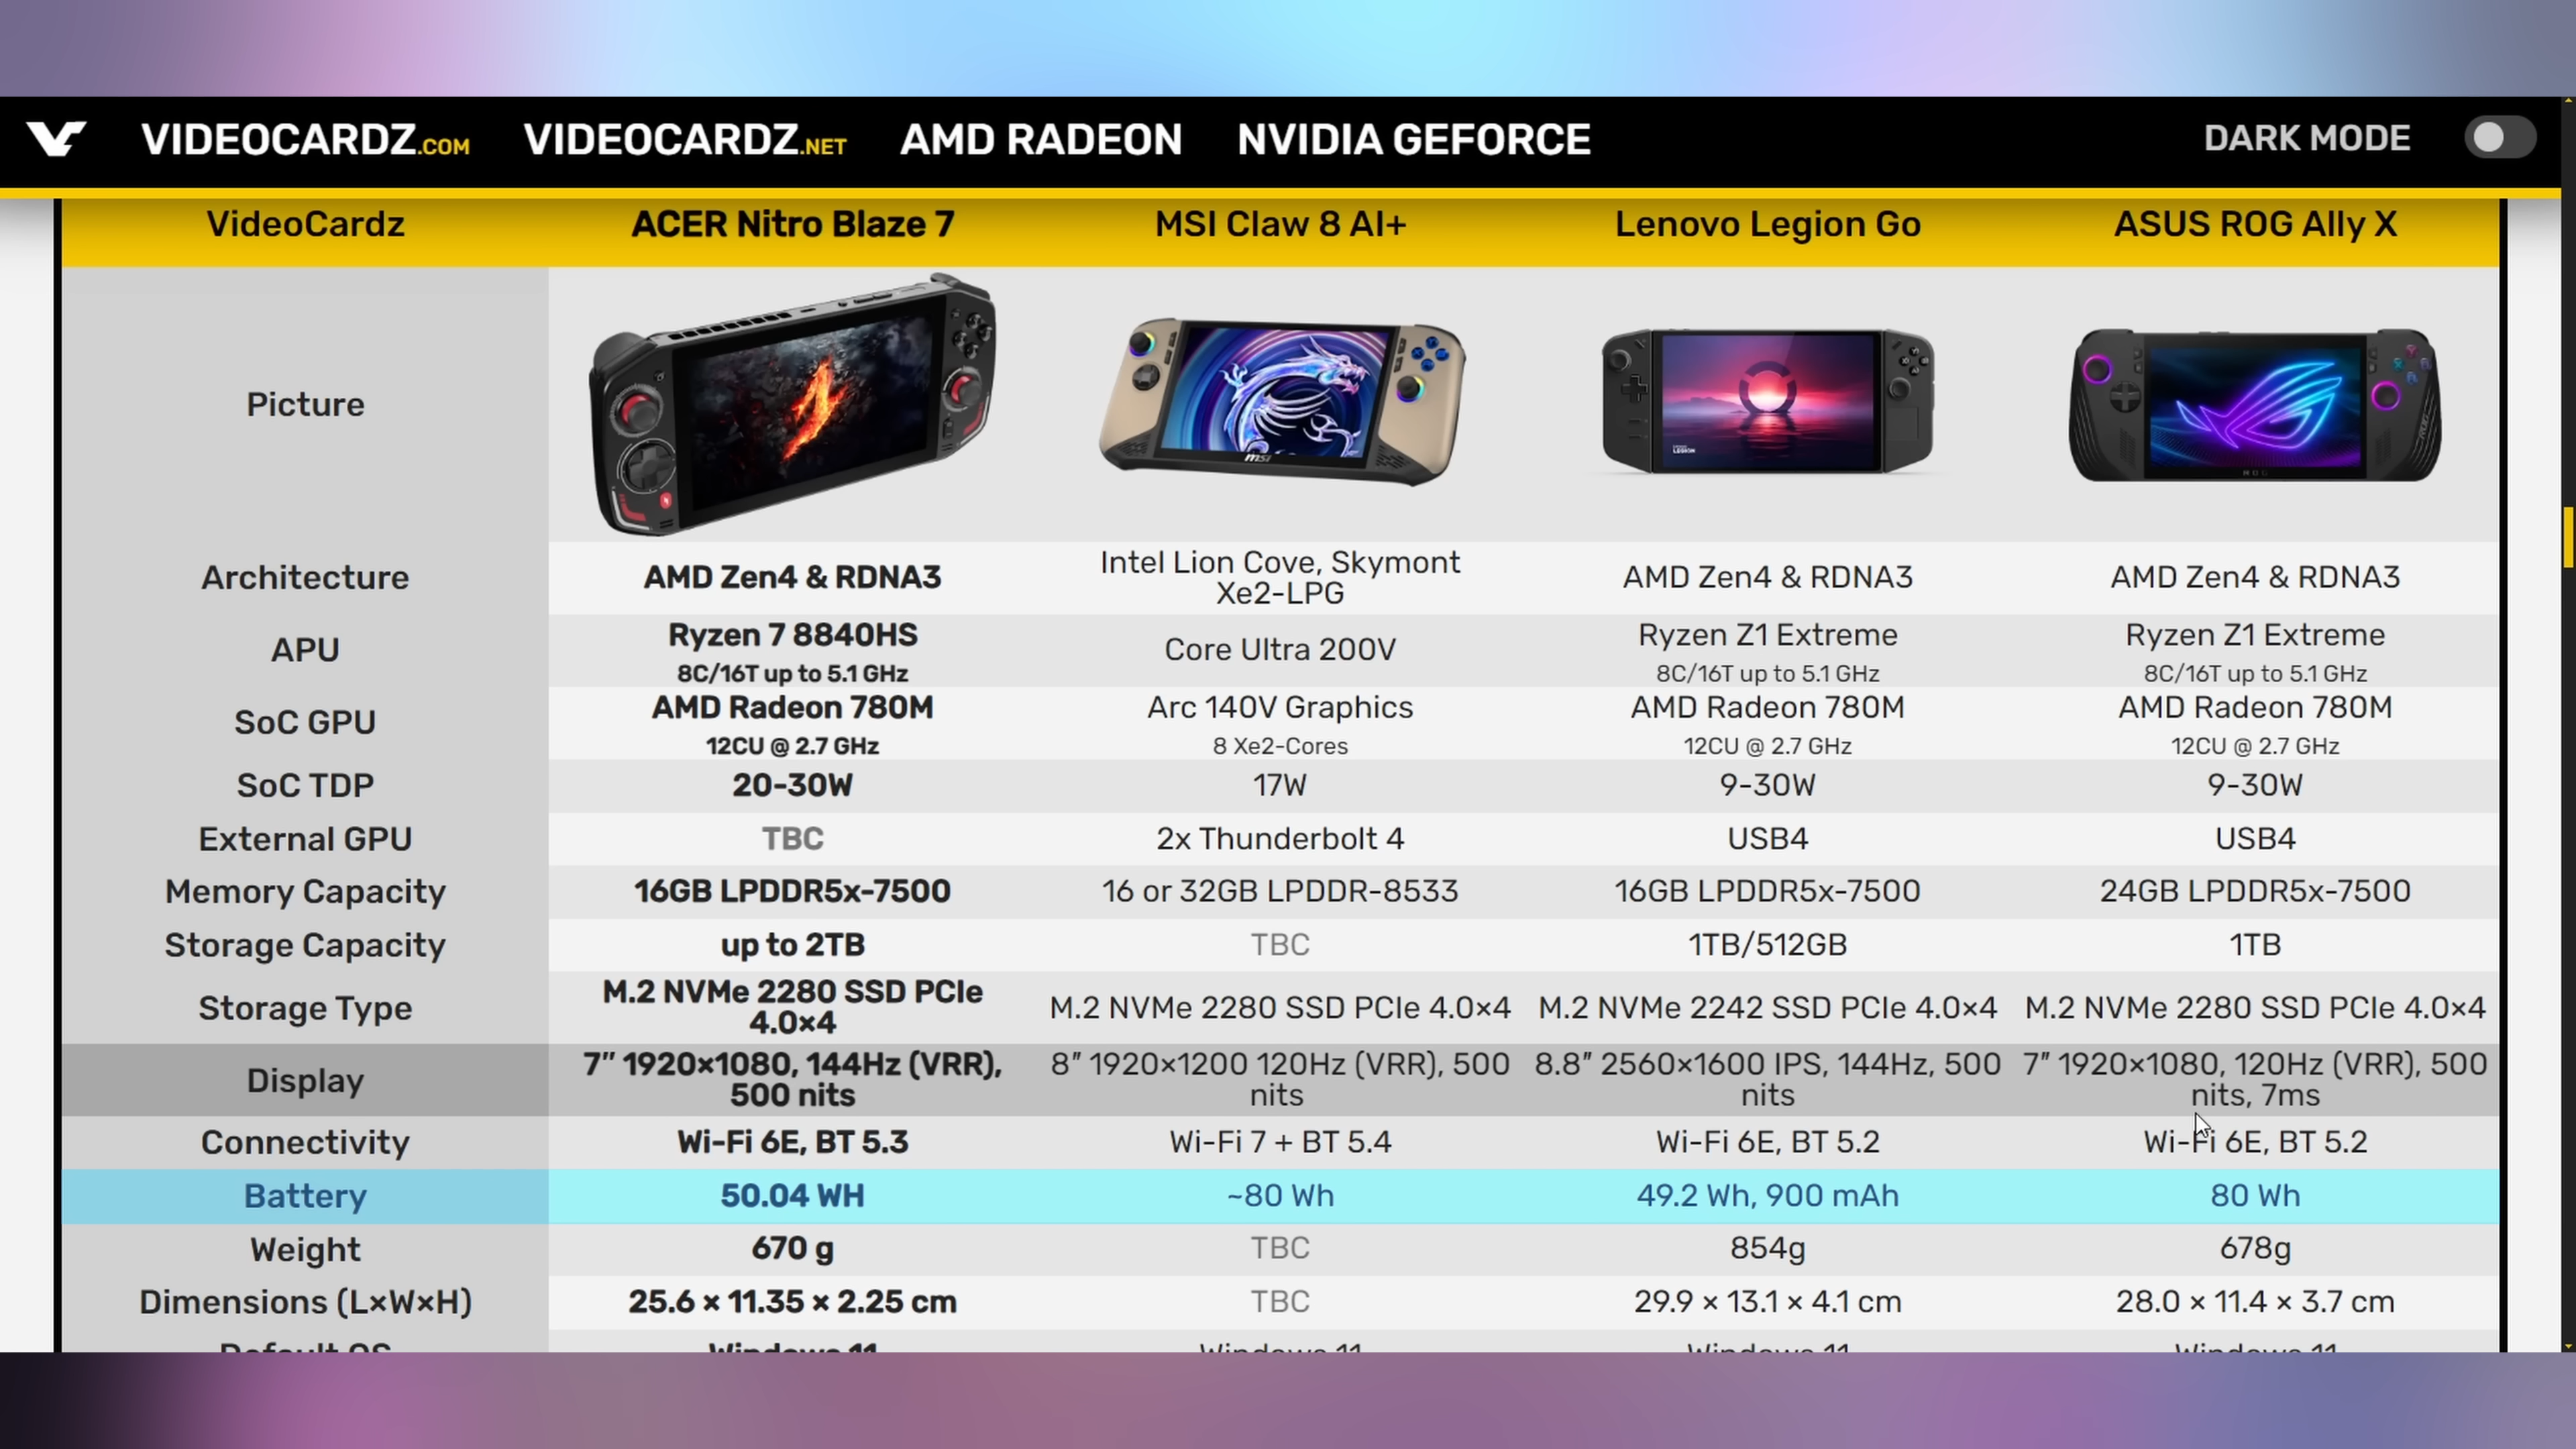 VIDEOCARDZ.COM VIDEOCARDZ.NET AMD RADEON NVIDIA GEFORCE DARK MODE
VideoCardz ACER Nitro Blaze 7 MSI Claw 8 AI+ Lenovo Legion Go ASUS ROG Ally X
Picture
msi
LEGION
ROG
Architecture AMD Zen4 & RDNA3 Intel Lion Cove, Skymont AMD Zen4 & RDNA3 AMD Zen4 & RDNA3
Xe2-LPG
APU Ryzen 7 8840HS Core Ultra 200V Ryzen Z1 Extreme Ryzen Z1 Extreme
8C/16T up to 5.1 GHz 8C/16T up to 5.1 GHz 8C/16T up to 5.1 GHz
SoC GPU AMD Radeon 780M Arc 140V Graphics AMD Radeon 780M AMD Radeon 780M
12CU @ 2.7 GHz 8 Xe2-Cores 12CU @ 2.7 GHz 12CU @ 2.7 GHz
SoC TDP 20-30W 17W 9-30W 9-30W
External GPU TBC 2x Thunderbolt 4 USB4 USB4
Memory Capacity 16GB LPDDR5x-7500 16 or 32GB LPDDR-8533 16GB LPDDR5x-7500 24GB LPDDR5x-7500
Storage Capacity up to 2TB TBC 1TB/512GB 1TB
Storage Type M.2 NVMe 2280 SSD PCIe M.2 NVMe 2280 SSD PCIe 4.0×4 M.2 NVMe 2242 SSD PCIe 4.0×4 M.2 NVMe 2280 SSD PCIe 4.0×4
4.0×4
Display 7″ 1920×1080, 144Hz (VRR), 8″ 1920×1200 120Hz (VRR), 500 8.8″ 2560×1600 IPS, 144Hz, 500 7″ 1920×1080, 120Hz (VRR), 500
500 nits nits nits nits, 7ms
Connectivity Wi-Fi 6E, BT 5.3 Wi-Fi 7 + BT 5.4 Wi-Fi 6E, BT 5.2 Wi-Fi 6E, BT 5.2
Battery 50.04 WH ~80 Wh 49.2 Wh, 900 mAh 80 Wh
Weight 670 g TBC 854g 678g
Dimensions (L×W×H) 25.6 × 11.35 × 2.25 cm TBC 29.9 × 13.1 × 4.1 cm 28.0 × 11.4 × 3.7 cm
Default OS Windows 11 Windows 11 Windows 11 Windows 11